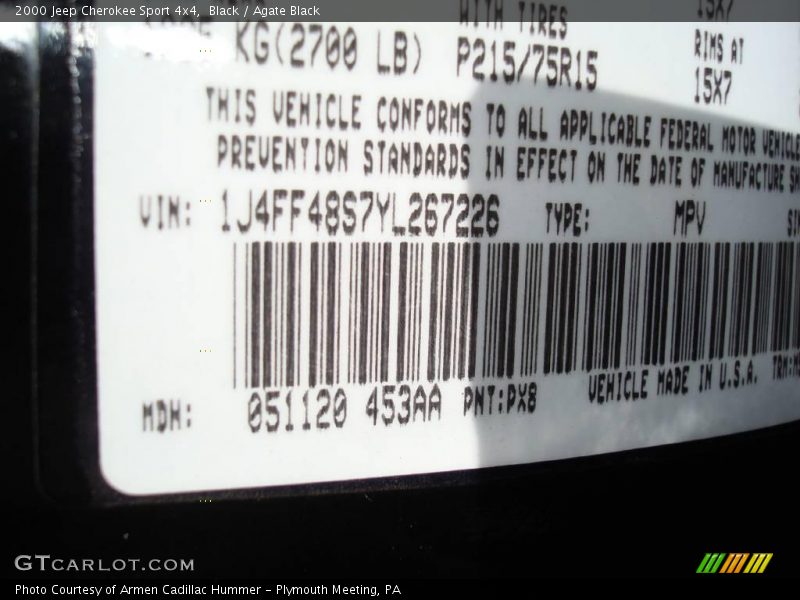 2000 Jeep Cherokee Sport 4x4,  Black / Agate Black
WITH TIRES 15X7
KG(2700 LB) P215/75R15 RIMS AT
15X7
THIS VEHICLE CONFORMS TO ALL APPLICABLE FEDERAL MOTOR VEHICLE
PREVENTION STANDARDS IN EFFECT ON THE DATE OF MANUFACTURE
VIN: 1J4FF48S7YL267226 TYPE: MPV
MDH: 051120 453AA PNT:PX8 VEHICLE MADE IN U.S.A.
GTCARLOT.COM
Photo Courtesy of Armen Cadillac Hummer – Plymouth Meeting, PA